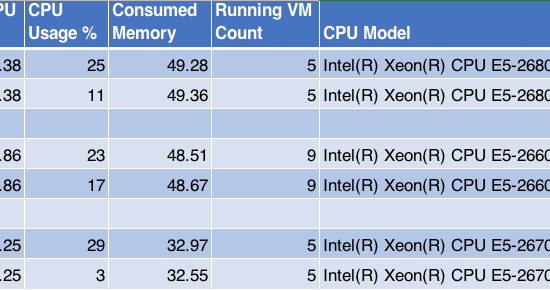 PU CPU Usage % Consumed Memory Running VM Count CPU Model
.38 25 49.28 5 Intel(R) Xeon(R) CPU E5-2680
.38 11 49.36 5 Intel(R) Xeon(R) CPU E5-2680
.86 23 48.51 9 Intel(R) Xeon(R) CPU E5-2660
.86 17 48.67 9 Intel(R) Xeon(R) CPU E5-2660
.25 29 32.97 5 Intel(R) Xeon(R) CPU E5-2670
.25 3 32.55 5 Intel(R) Xeon(R) CPU E5-2670